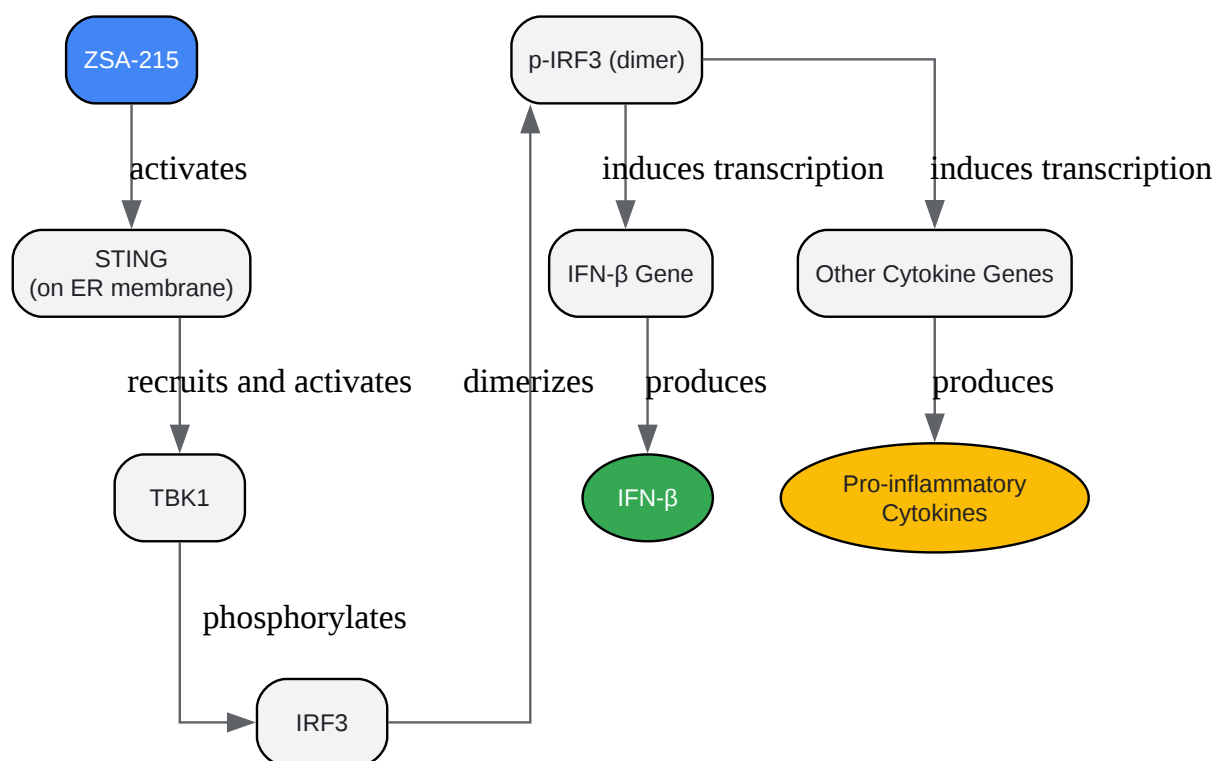 ZSA-215
activates
STING
(on ER membrane)
recruits and activates
TBK1
phosphorylates
IRF3
dimerizes
p-IRF3 (dimer)
induces transcription
induces transcription
IFN-β Gene
Other Cytokine Genes
produces
produces
IFN-β
Pro-inflammatory
Cytokines